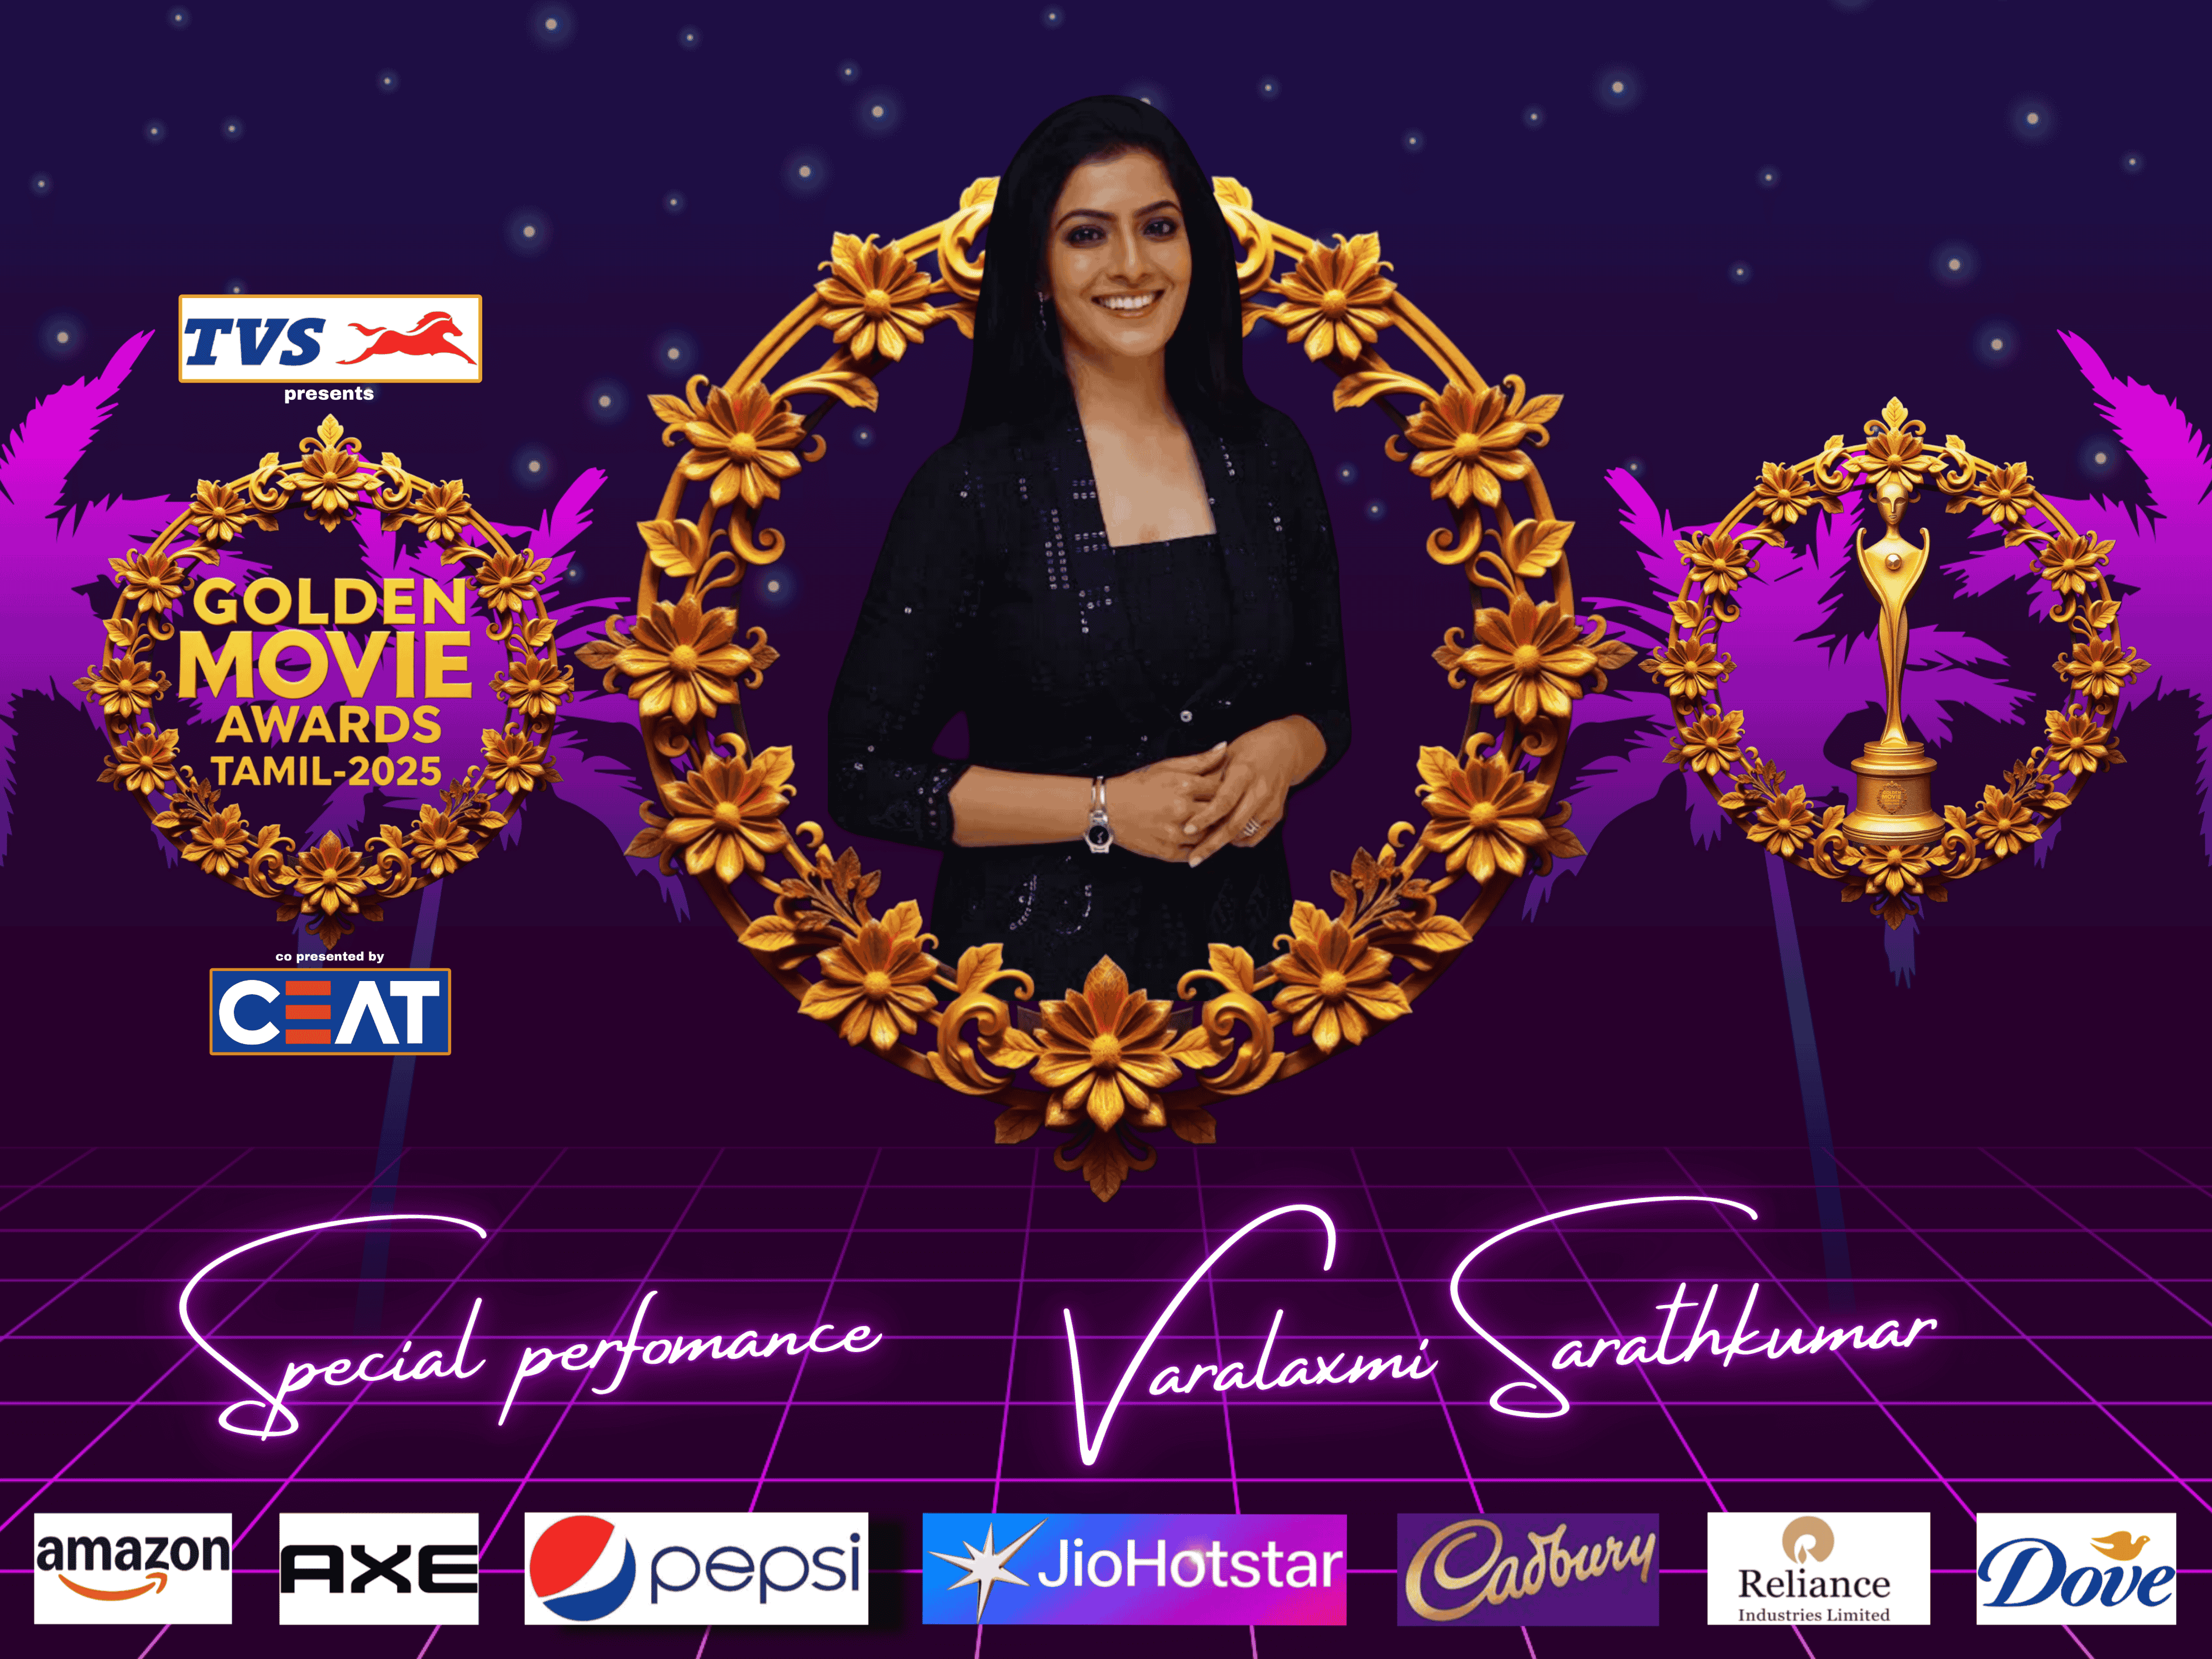 TVS
presents
GOLDEN
MOVIE
AWARDS
TAMIL-2025
co presented by
CEAT
Special perfomance Varalaxmi Sarathkumar
amazon AXE pepsi JioHotstar Cadbury Reliance Industries Limited Dove